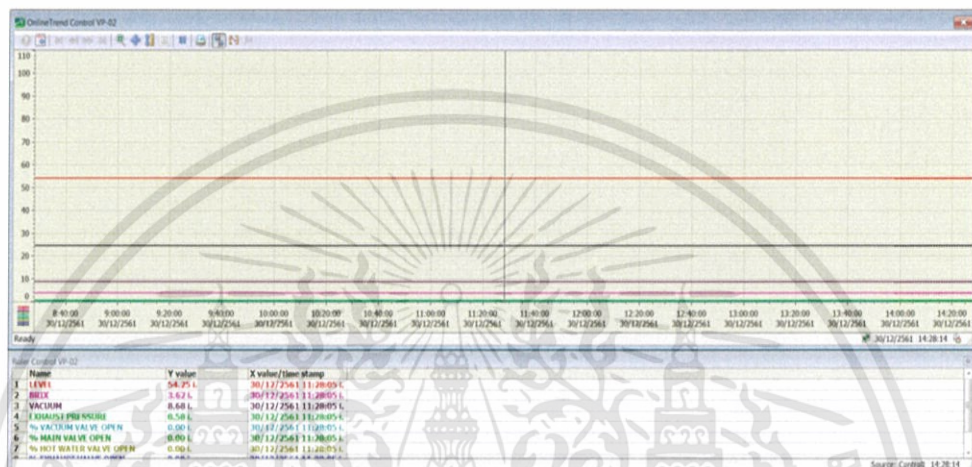 OnlineTrend Control VP-02
110
100
90
80
70
60
50
40
30
20
10
0
8:40:00 9:00:00 9:20:00 9:40:00 10:00:00 10:20:00 10:40:00 11:00:00 11:20:00 11:40:00 12:00:00 12:20:00 12:40:00 13:00:00 13:20:00 13:40:00 14:00:00 14:20:00
30/12/2561 30/12/2561 30/12/2561 30/12/2561 30/12/2561 30/12/2561 30/12/2561 30/12/2561 30/12/2561 30/12/2561 30/12/2561 30/12/2561 30/12/2561 30/12/2561 30/12/2561 30/12/2561 30/12/2561 30/12/2561
Ready 30/12/2561 14:28:14
Ruler Control VP-02
Name Y value X value/time stamp
1 LEVEL 54.25 i. 30/12/2561 11:28:05 i.
2 BRIX 3.62 i. 30/12/2561 11:28:05 i.
3 VACUUM 8.68 i. 30/12/2561 11:28:05 i.
4 EXHAUST PRESSURE 0.58 i. 30/12/2561 11:28:05 i.
5 % VACUUM VALVE OPEN 0.00 i. 30/12/2561 11:28:05 i.
6 % MAIN VALVE OPEN 0.00 i. 30/12/2561 11:28:05 i.
7 % HOT WATER VALVE OPEN 0.00 i. 30/12/2561 11:28:05 i.
Source: Control8 14:28:14